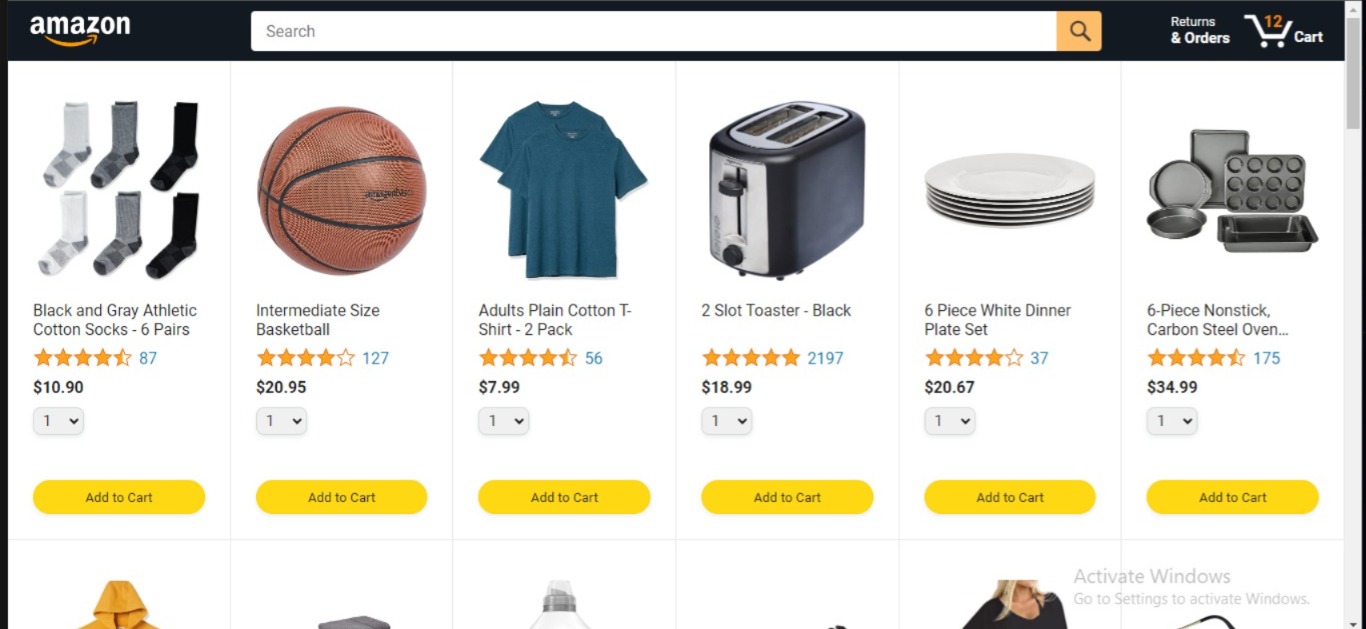 amazon
Search
Returns
& Orders
12
Cart
Black and Gray Athletic
Cotton Socks - 6 Pairs
87
$10.90
1
Add to Cart
Intermediate Size
Basketball
127
$20.95
1
Add to Cart
Adults Plain Cotton T-
Shirt - 2 Pack
56
$7.99
1
Add to Cart
2 Slot Toaster - Black
2197
$18.99
1
Add to Cart
6 Piece White Dinner
Plate Set
37
$20.67
1
Add to Cart
6-Piece Nonstick,
Carbon Steel Oven...
175
$34.99
1
Add to Cart
Activate Windows
Go to Settings to activate Windows.